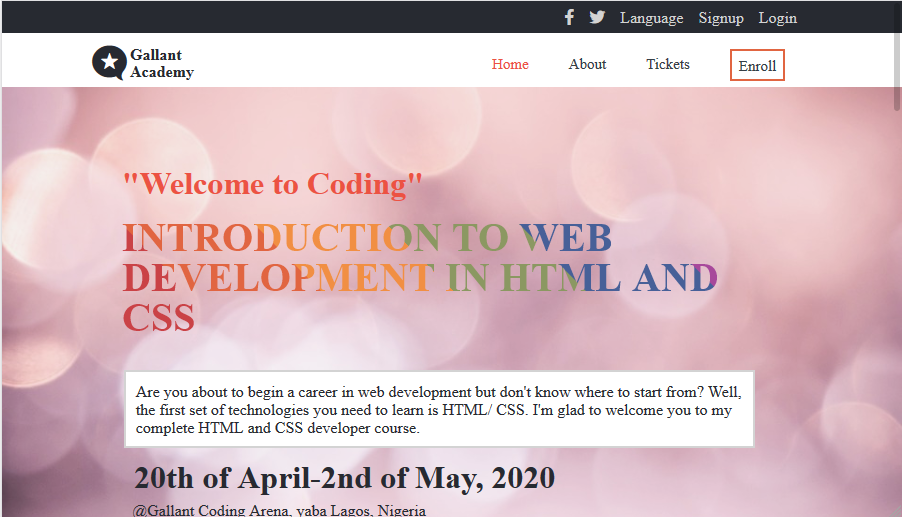 Language Signup Login
Gallant
Academy
Home About Tickets Enroll
"Welcome to Coding"
INTRODUCTION TO WEB
DEVELOPMENT IN HTML AND
CSS
Are you about to begin a career in web development but don't know where to start from? Well,
the first set of technologies you need to learn is HTML/ CSS. I'm glad to welcome you to my
complete HTML and CSS developer course.
20th of April-2nd of May, 2020
@Gallant Coding Arena, yaba Lagos, Nigeria